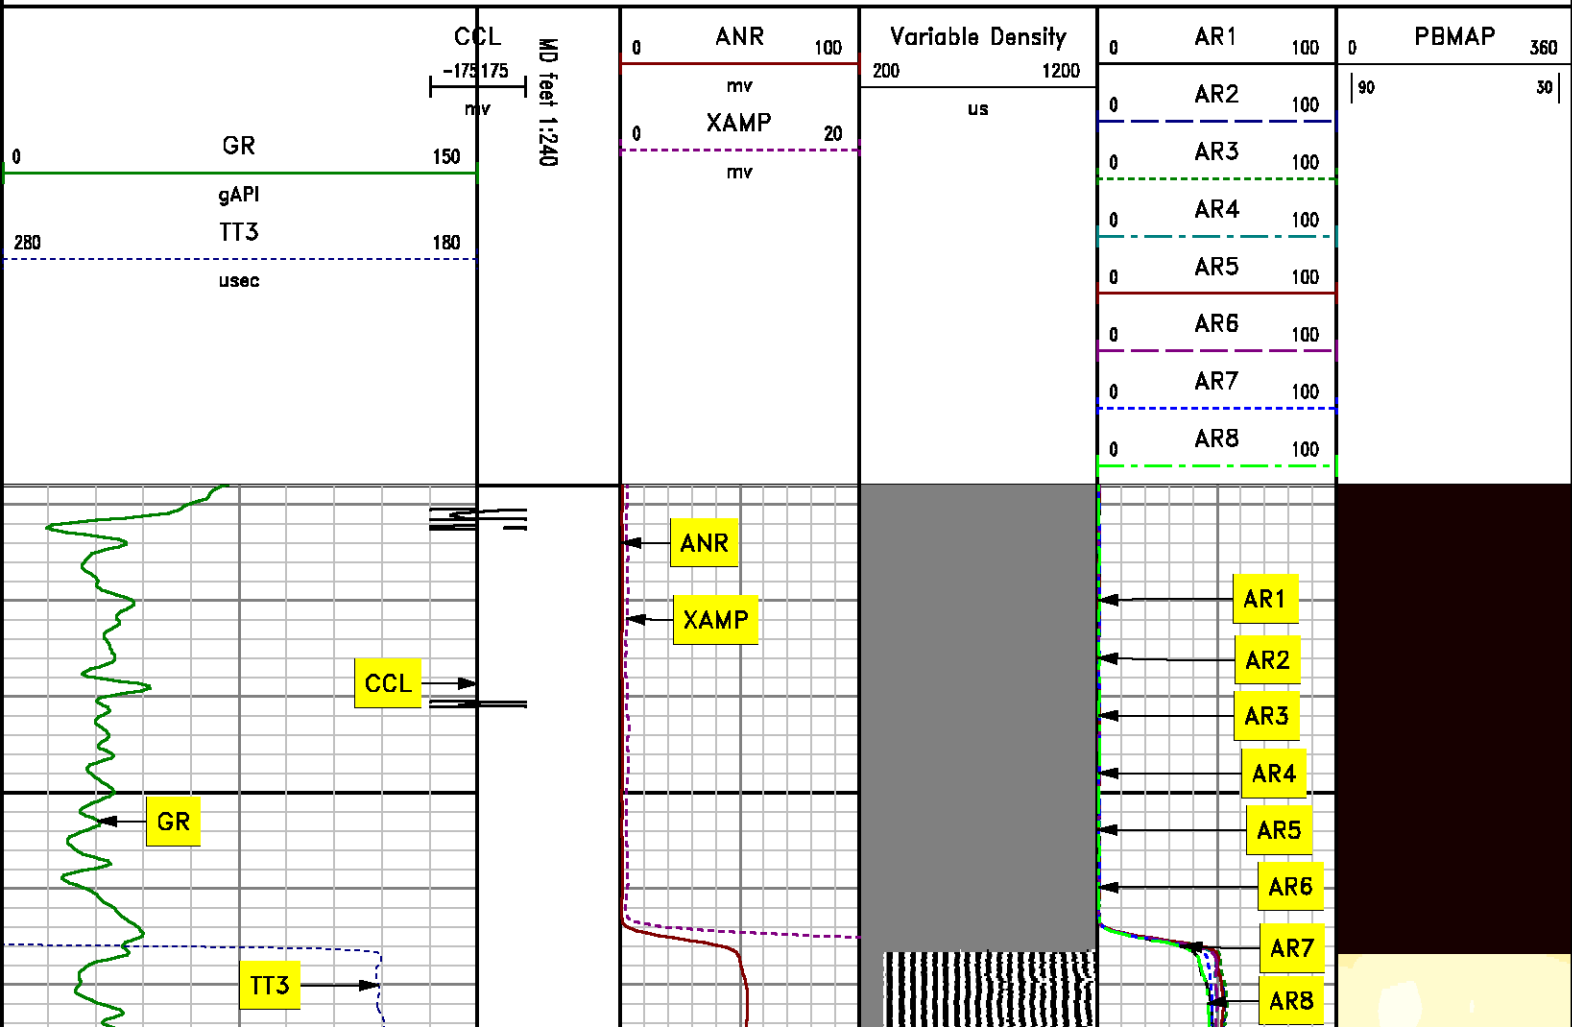 CCL
-175 175
mv
GR
0 150
gAPI
TT3
280 180
usec
MD feet 1:240
ANR
0 100
mv
XAMP
0 20
mv
Variable Density
200 1200
us
AR1
0 100
AR2
0 100
AR3
0 100
AR4
0 100
AR5
0 100
AR6
0 100
AR7
0 100
AR8
0 100
PBMAP
0 360
90 30
ANR
XAMP
CCL
GR
TT3
AR1
AR2
AR3
AR4
AR5
AR6
AR7
AR8